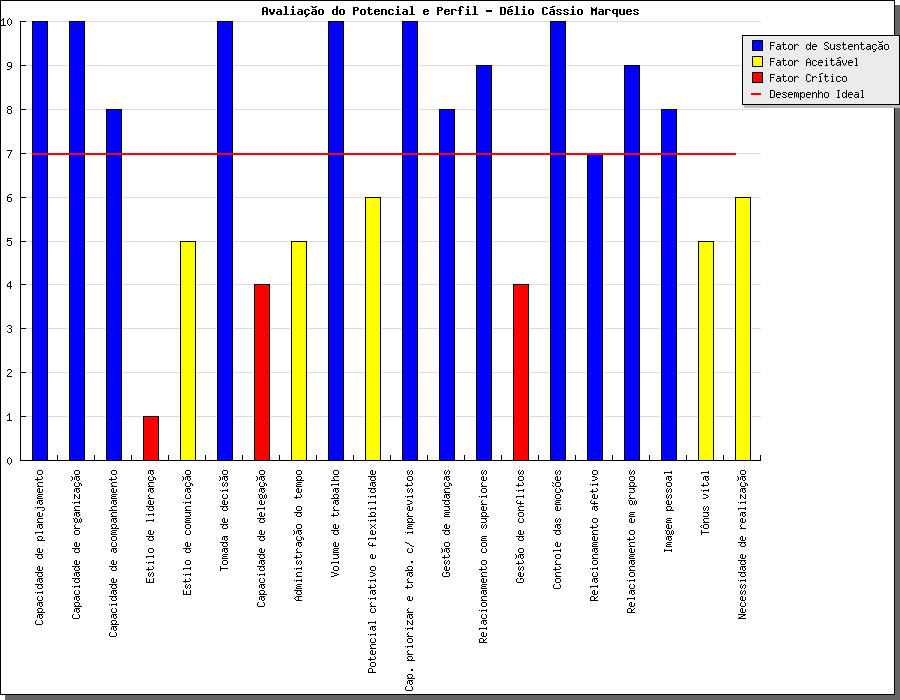 Avaliação do Potencial e Perfil - Délio Cássio Marques
Fator de Sustentação
Fator Aceitável
Fator Crítico
Desempenho Ideal
10
9
8
7
6
5
4
3
2
1
0
Capacidade de planejamento
Capacidade de organização
Capacidade de acompanhamento
Estilo de liderança
Estilo de comunicação
Tomada de decisão
Capacidade de delegação
Administração do tempo
Volume de trabalho
Potencial criativo e flexibilidade
Cap. priorizar e trab. c/ imprevistos
Gestão de mudanças
Relacionamento com superiores
Gestão de conflitos
Controle das emoções
Relacionamento afetivo
Relacionamento em grupos
Imagem pessoal
Tônus vital
Necessidade de realização